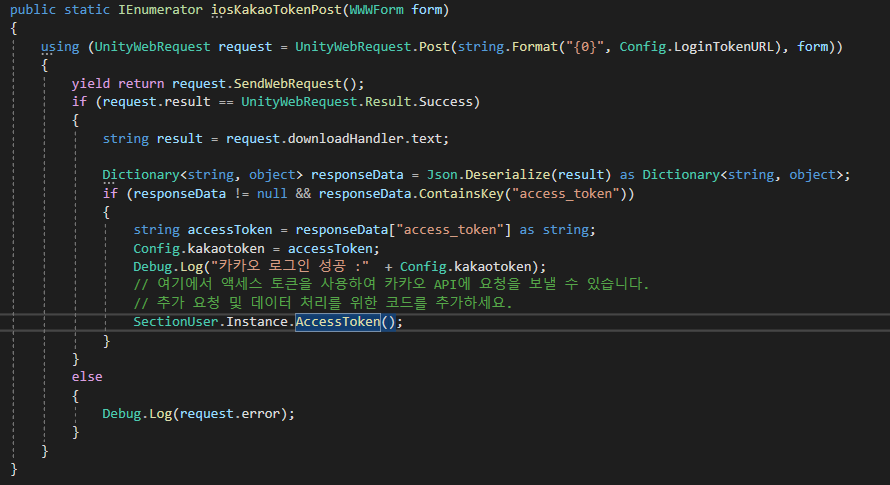 public static IEnumerator iosKakaoTokenPost(WWWForm form)
{
using (UnityWebRequest request = UnityWebRequest.Post(string.Format("{0}", Config.LoginTokenURL), form))
{
yield return request.SendWebRequest();
if (request.result == UnityWebRequest.Result.Success)
{
string result = request.downloadHandler.text;
Dictionary<string, object> responseData = Json.Deserialize(result) as Dictionary<string, object>;
if (responseData != null && responseData.ContainsKey("access_token"))
{
string accessToken = responseData["access_token"] as string;
Config.kakaotoken = accessToken;
Debug.Log("카카오 로그인 성공 :"  + Config.kakaotoken);
// 여기에서 액세스 토큰을 사용하여 카카오 API에 요청을 보낼 수 있습니다.
// 추가 요청 및 데이터 처리를 위한 코드를 추가하세요.
SectionUser.Instance.AccessToken();
}
}
else
{
Debug.Log(request.error);
}
}
}